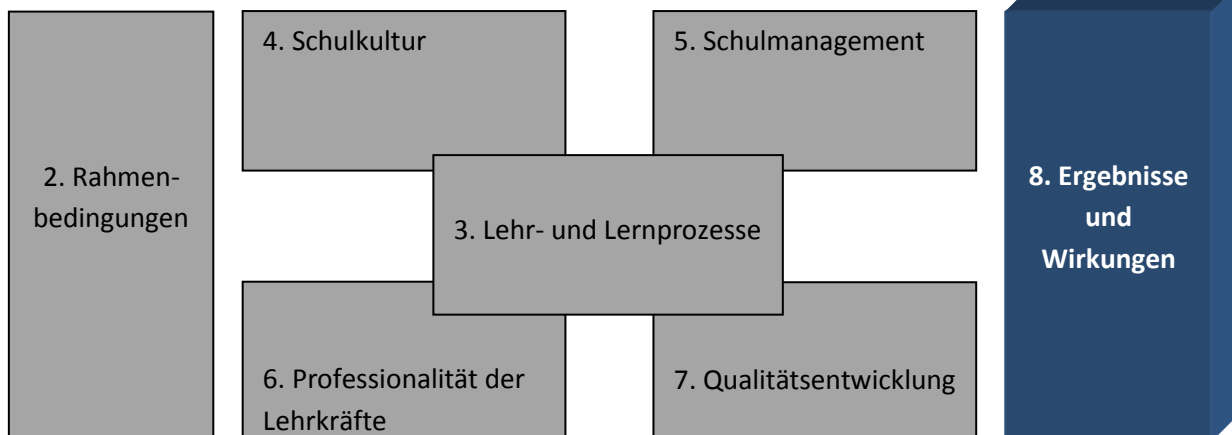 4. Schulkultur
5. Schulmanagement
2. Rahmen-
bedingungen
3. Lehr- und Lernprozesse
8. Ergebnisse
und
Wirkungen
6. Professionalität der
Lehrkräfte
7. Qualitätsentwicklung